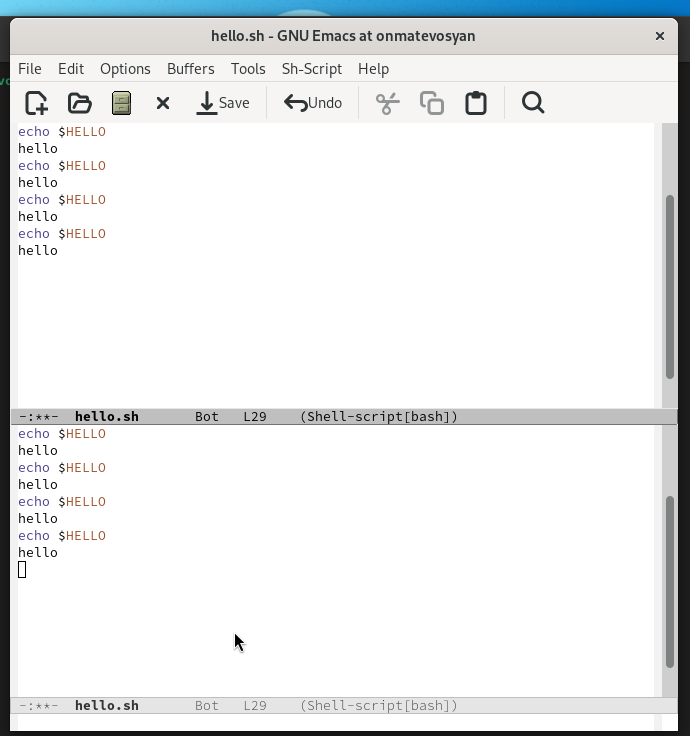 hello.sh - GNU Emacs at onmatevosyan
File Edit Options Buffers Tools Sh-Script Help
Save Undo
echo $HELLO
hello
echo $HELLO
hello
echo $HELLO
hello
echo $HELLO
hello
-:**- hello.sh Bot L29 (Shell-script[bash])
echo $HELLO
hello
echo $HELLO
hello
echo $HELLO
hello
echo $HELLO
hello
-:**- hello.sh Bot L29 (Shell-script[bash])